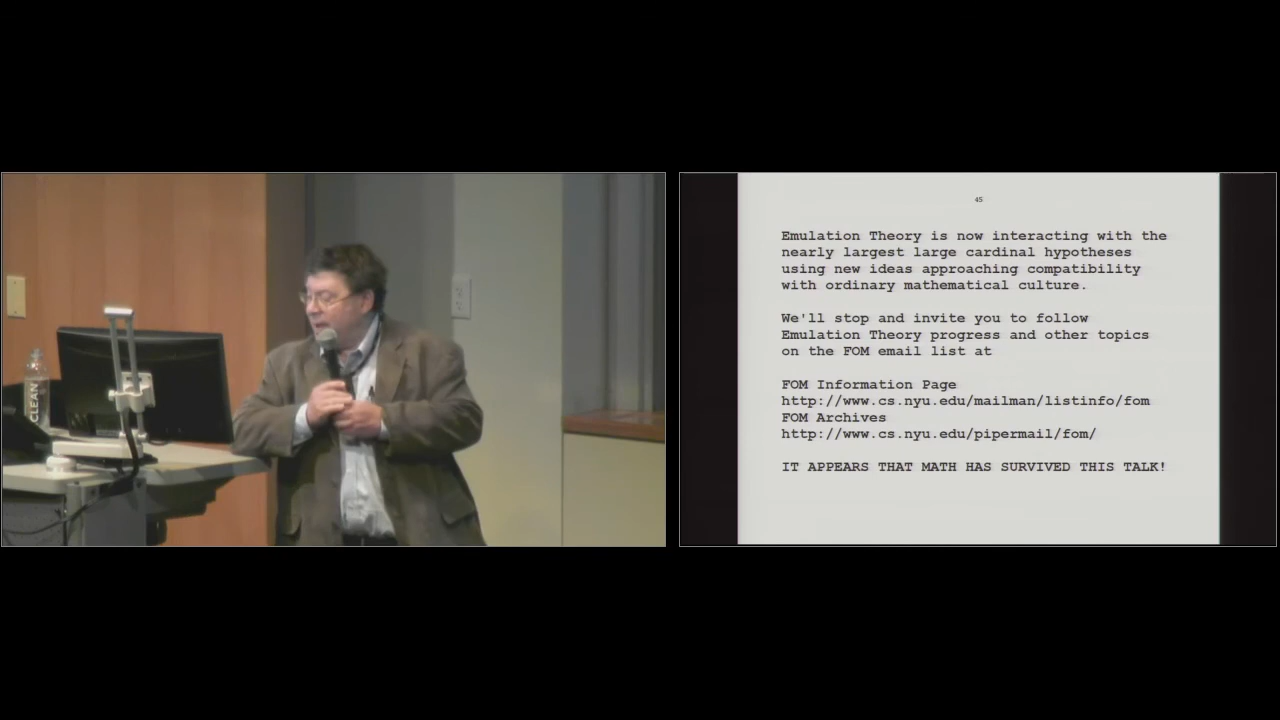 CLEAN
45
Emulation Theory is now interacting with the
nearly largest large cardinal hypotheses
using new ideas approaching compatibility
with ordinary mathematical culture.
We'll stop and invite you to follow
Emulation Theory progress and other topics
on the FOM email list at
FOM Information Page
http://www.cs.nyu.edu/mailman/listinfo/fom
FOM Archives
http://www.cs.nyu.edu/pipermail/fom/
IT APPEARS THAT MATH HAS SURVIVED THIS TALK!